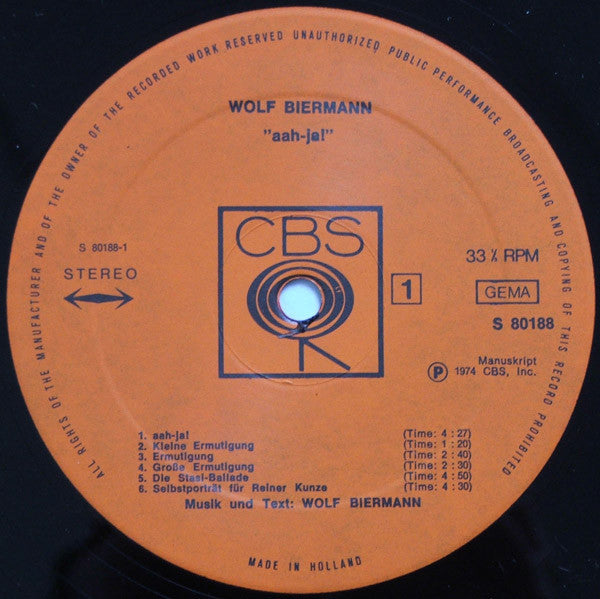 ALL RIGHTS OF THE MANUFACTURER AND OF THE OWNER OF THE RECORDED WORK RESERVED UNAUTHORIZED PUBLIC PERFORMANCE BROADCASTING AND COPYING OF THIS RECORD PROHIBITED
WOLF BIERMANN
"aah-ja!"
CBS
S 80188-1
STEREO
33⅓ RPM
1
GEMA
S 80188
Manuskript
Ⓟ 1974 CBS, Inc.
1. aah-ja! (Time: 4:27)
2. Kleine Ermutigung (Time: 1:20)
3. Ermutigung (Time: 2:40)
4. Große Ermutigung (Time: 2:30)
5. Die Stasi-Ballade (Time: 4:50)
6. Selbstporträt für Reiner Kunze (Time: 4:30)
Musik und Text: WOLF BIERMANN
MADE IN HOLLAND